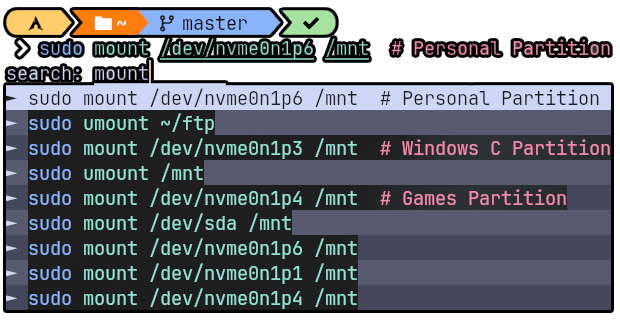 ~ master
sudo mount /dev/nvme0n1p6 /mnt  # Personal Partition
search: mount
► sudo mount /dev/nvme0n1p6 /mnt  # Personal Partition
► sudo umount ~/ftp
► sudo mount /dev/nvme0n1p3 /mnt  # Windows C Partition
► sudo umount /mnt
► sudo mount /dev/nvme0n1p4 /mnt  # Games Partition
► sudo mount /dev/sda /mnt
► sudo mount /dev/nvme0n1p6 /mnt
► sudo mount /dev/nvme0n1p1 /mnt
► sudo mount /dev/nvme0n1p4 /mnt